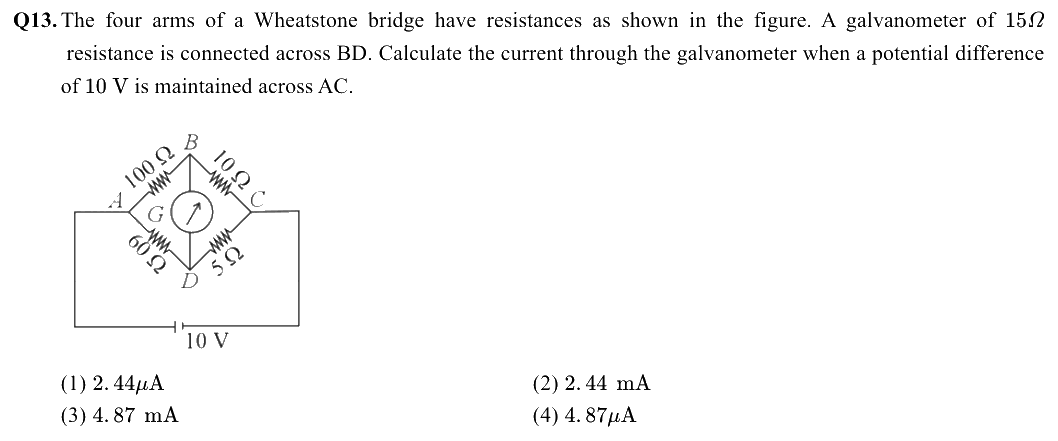 Q13. The four arms of a Wheatstone bridge have resistances as shown in the figure. A galvanometer of 15Ω
resistance is connected across BD. Calculate the current through the galvanometer when a potential difference
of 10 V is maintained across AC.
B
100 Ω 10 Ω
A G C
60 Ω 5 Ω
D
10 V
(1) 2.44μA (2) 2.44 mA
(3) 4.87 mA (4) 4.87μA